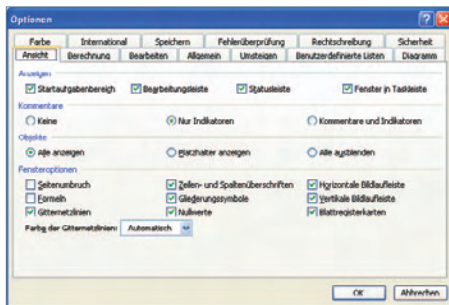 Optionen
Farbe International Speichern Fehlerüberprüfung Rechtschreibung Sicherheit
Ansicht Berechnung Bearbeiten Allgemein Umsteigen Benutzerdefinierte Listen Diagramm
Anzeigen
Startaufgabenbereich Bearbeitungsleiste Statusleiste Fenster in Taskleiste
Kommentare
Keine Nur Indikatoren Kommentare und Indikatoren
Objekte
Alle anzeigen Platzhalter anzeigen Alle ausblenden
Fensteroptionen
Seitenumbruch Zeilen- und Spaltenüberschriften Horizontale Bildlaufleiste
Formeln Gliederungssymbole Vertikale Bildlaufleiste
Gitternetzlinien Nullwerte Blattregisterkarten
Farbe der Gitternetzlinien: Automatisch
OK Abbrechen